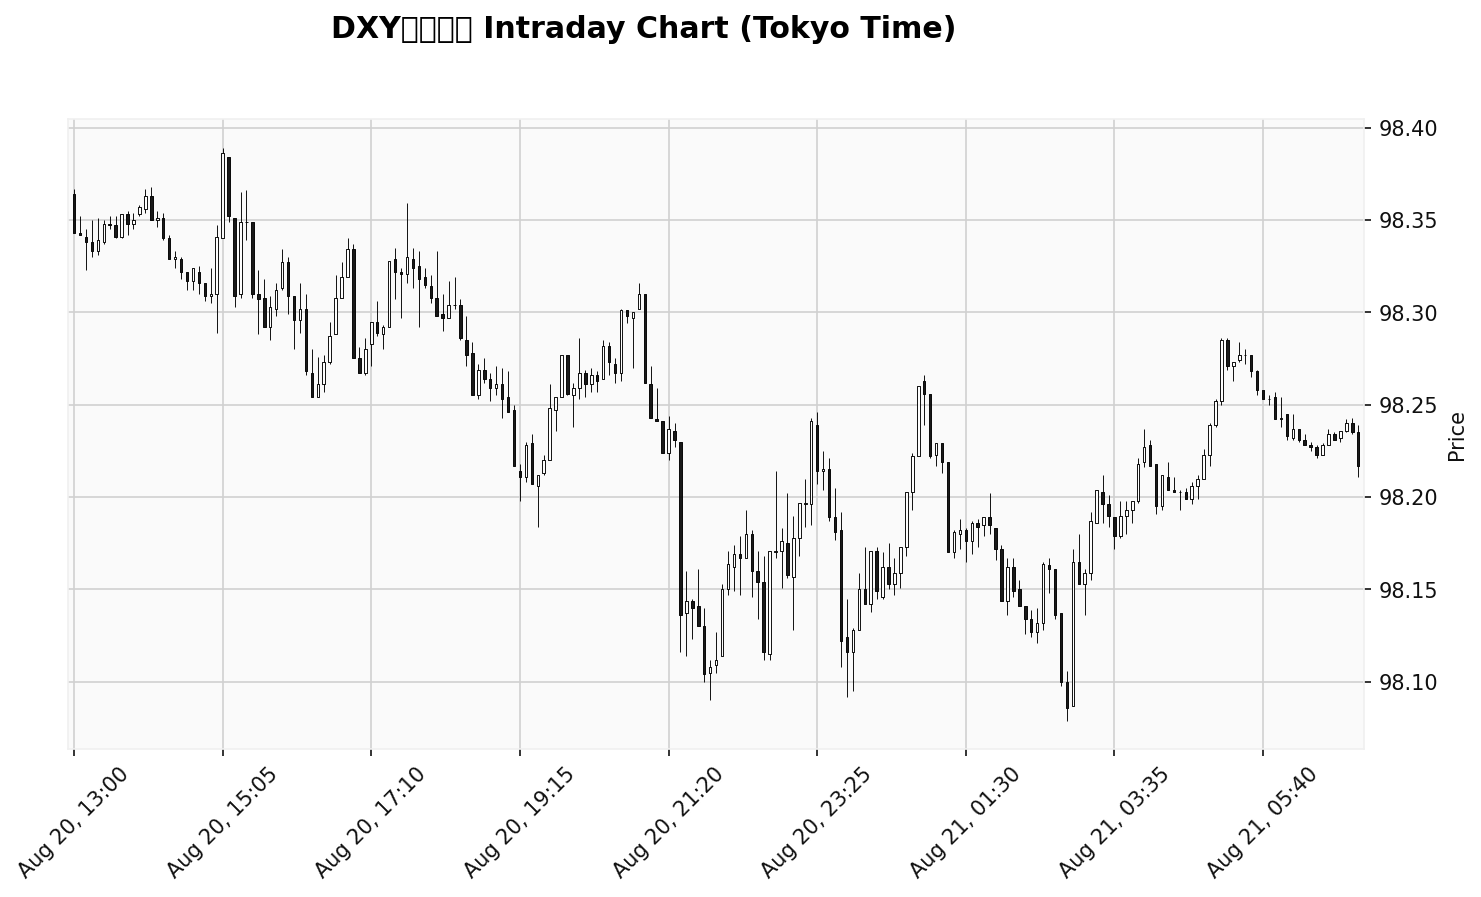 DXY Intraday Chart (Tokyo Time)
98.40
98.35
98.30
98.25
98.20
98.15
98.10
Price
Aug 20, 13:00
Aug 20, 15:05
Aug 20, 17:10
Aug 20, 19:15
Aug 20, 21:20
Aug 20, 23:25
Aug 21, 01:30
Aug 21, 03:35
Aug 21, 05:40